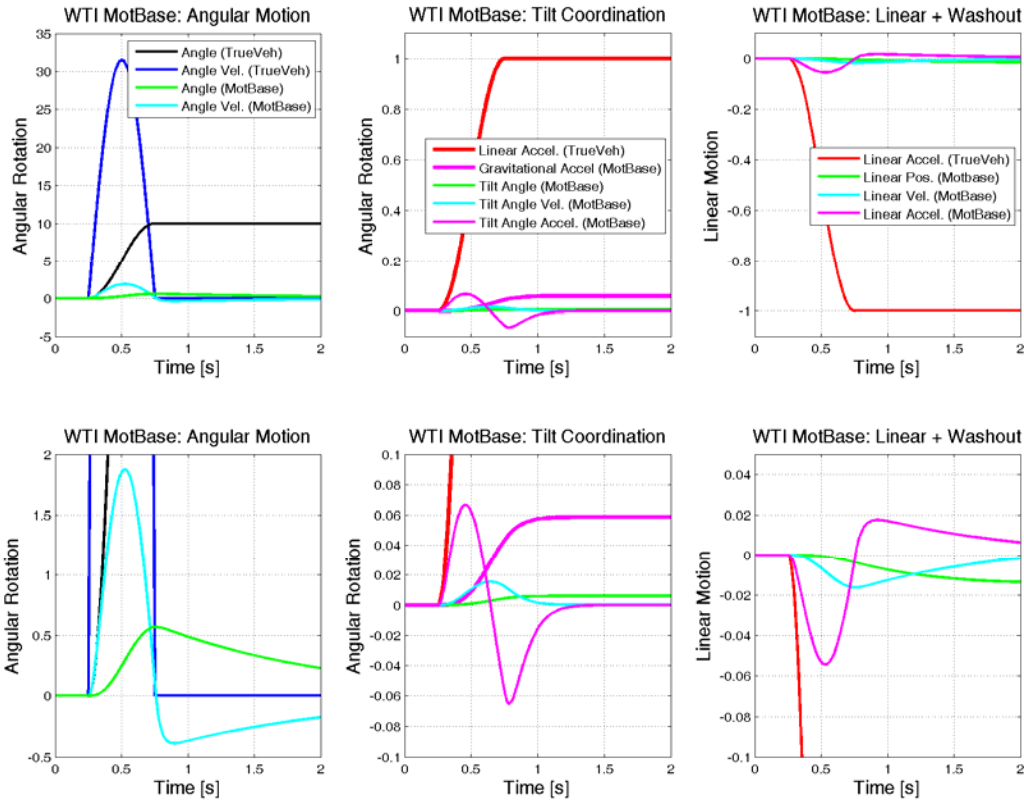 WTI MotBase: Angular Motion
WTI MotBase: Tilt Coordination
WTI MotBase: Linear + Washout
35
30
25
20
15
10
5
0
-5
Angular Rotation
Angle (TrueVeh)
Angle Vel. (TrueVeh)
Angle (MotBase)
Angle Vel. (MotBase)
0 0.5 1 1.5 2
Time [s]
1
0.8
0.6
0.4
0.2
0
Angular Rotation
Linear Accel. (TrueVeh)
Gravitational Accel (MotBase)
Tilt Angle (MotBase)
Tilt Angle Vel. (MotBase)
Tilt Angle Accel. (MotBase)
0 0.5 1 1.5 2
Time [s]
0
-0.2
-0.4
-0.6
-0.8
-1
Linear Motion
Linear Accel. (TrueVeh)
Linear Pos. (Motbase)
Linear Vel. (MotBase)
Linear Accel. (MotBase)
0 0.5 1 1.5 2
Time [s]
WTI MotBase: Angular Motion
WTI MotBase: Tilt Coordination
WTI MotBase: Linear + Washout
2
1.5
1
0.5
0
-0.5
Angular Rotation
0 0.5 1 1.5 2
Time [s]
0.1
0.08
0.06
0.04
0.02
0
-0.02
-0.04
-0.06
-0.08
-0.1
Angular Rotation
0 0.5 1 1.5 2
Time [s]
0.04
0.02
0
-0.02
-0.04
-0.06
-0.08
-0.1
Linear Motion
0 0.5 1 1.5 2
Time [s]